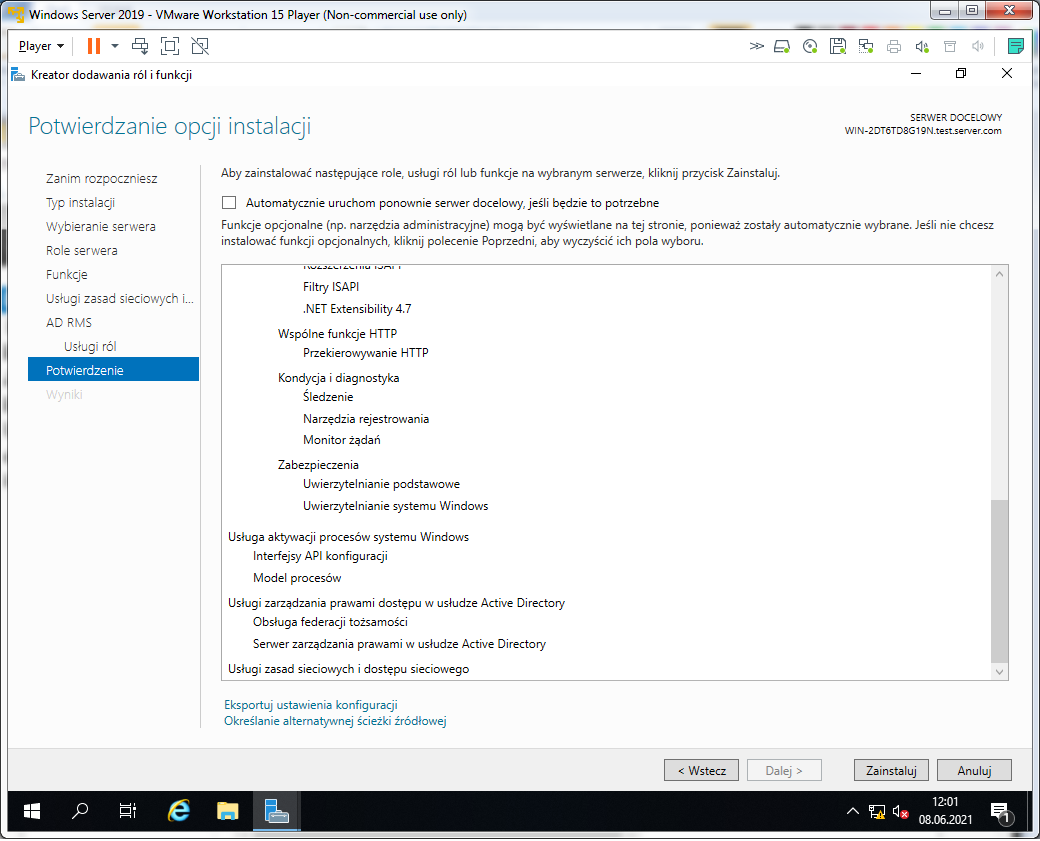 Windows Server 2019 - VMware Workstation 15 Player (Non-commercial use only)
Player
Kreator dodawania ról i funkcji
Potwierdzanie opcji instalacji
SERWER DOCELOWY
WIN-2DT6TD8G19N.test.server.com
Zanim rozpoczniesz
Typ instalacji
Wybieranie serwera
Role serwera
Funkcje
Usługi zasad sieciowych i...
AD RMS
Usługi ról
Potwierdzenie
Wyniki
Aby zainstalować następujące role, usługi ról lub funkcje na wybranym serwerze, kliknij przycisk Zainstaluj.
Automatycznie uruchom ponownie serwer docelowy, jeśli będzie to potrzebne
Funkcje opcjonalne (np. narzędzia administracyjne) mogą być wyświetlane na tej stronie, ponieważ zostały automatycznie wybrane. Jeśli nie chcesz
instalować funkcji opcjonalnych, kliknij polecenie Poprzedni, aby wyczyścić ich pola wyboru.
Rozszerzenia ISAPI
Filtry ISAPI
.NET Extensibility 4.7
Wspólne funkcje HTTP
Przekierowywanie HTTP
Kondycja i diagnostyka
Śledzenie
Narzędzia rejestrowania
Monitor żądań
Zabezpieczenia
Uwierzytelnianie podstawowe
Uwierzytelnianie systemu Windows
Usługa aktywacji procesów systemu Windows
Interfejsy API konfiguracji
Model procesów
Usługi zarządzania prawami dostępu w usłudze Active Directory
Obsługa federacji tożsamości
Serwer zarządzania prawami w usłudze Active Directory
Usługi zasad sieciowych i dostępu sieciowego
Eksportuj ustawienia konfiguracji
Określanie alternatywnej ścieżki źródłowej
< Wstecz
Dalej >
Zainstaluj
Anuluj
12:01
08.06.2021
1